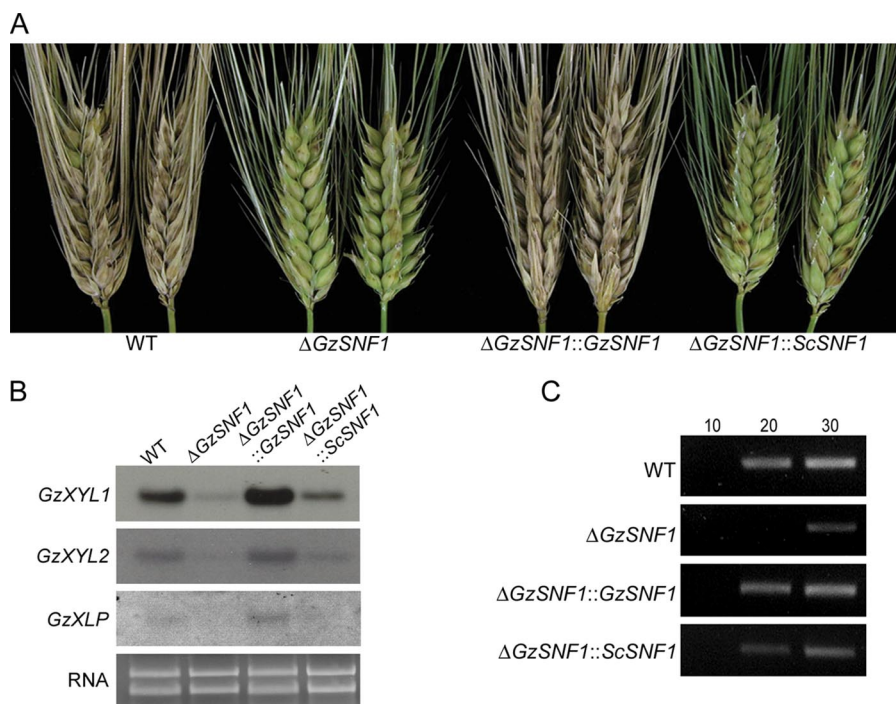 A
WT ΔGzSNF1 ΔGzSNF1::GzSNF1 ΔGzSNF1::ScSNF1
B
WT
ΔGzSNF1
ΔGzSNF1
::GzSNF1
ΔGzSNF1
::ScSNF1
GzXYL1
GzXYL2
GzXLP
RNA
C
10 20 30
WT
ΔGzSNF1
ΔGzSNF1::GzSNF1
ΔGzSNF1::ScSNF1